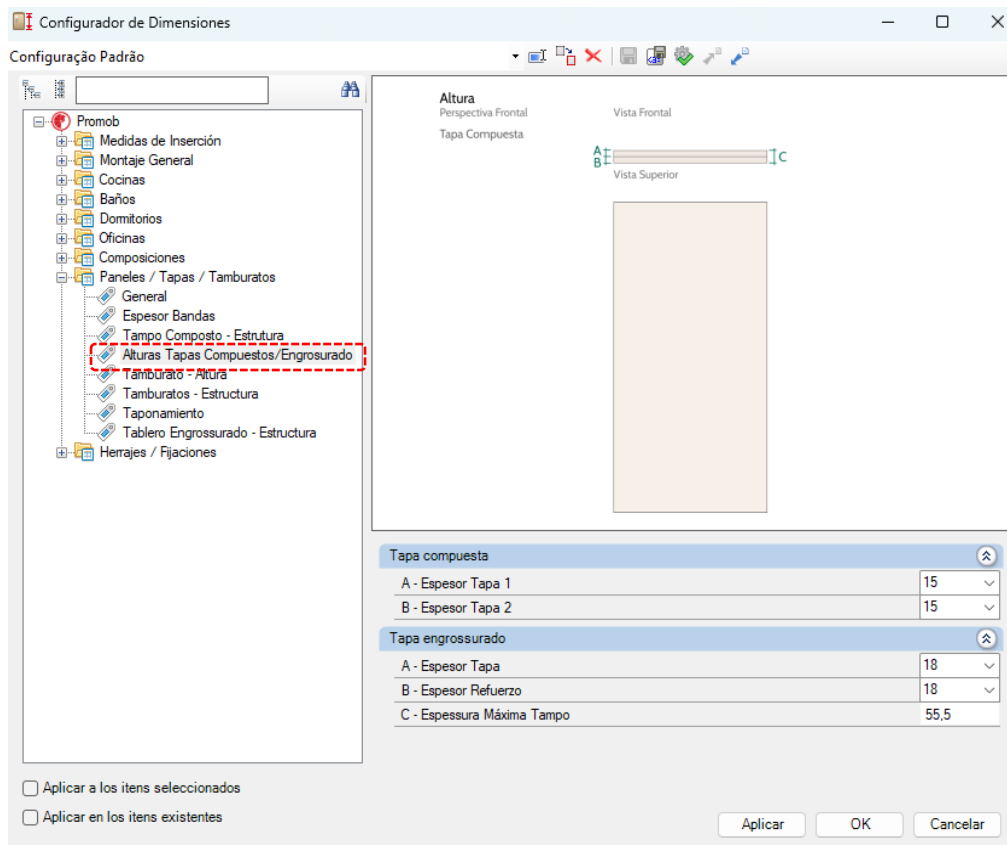 Configurador de Dimensiones
Configuração Padrão
Promob
Medidas de Inserción
Montaje General
Cocinas
Baños
Dormitorios
Oficinas
Composiciones
Paneles / Tapas / Tamburatos
General
Espesor Bandas
Tampo Composto - Estrutura
Alturas Tapas Compuestos/Engrosurado
Tamburato - Altura
Tamburatos - Estructura
Taponamiento
Tablero Engrossurado - Estructura
Herrajes / Fijaciones
Altura
Perspectiva Frontal
Vista Frontal
Tapa Compuesta
A
B
C
Vista Superior
Tapa compuesta
A - Espesor Tapa 1 15
B - Espesor Tapa 2 15
Tapa engrossurado
A - Espesor Tapa 18
B - Espesor Refuerzo 18
C - Espessura Máxima Tampo 55,5
Aplicar a los itens seleccionados
Aplicar en los itens existentes
Aplicar OK Cancelar